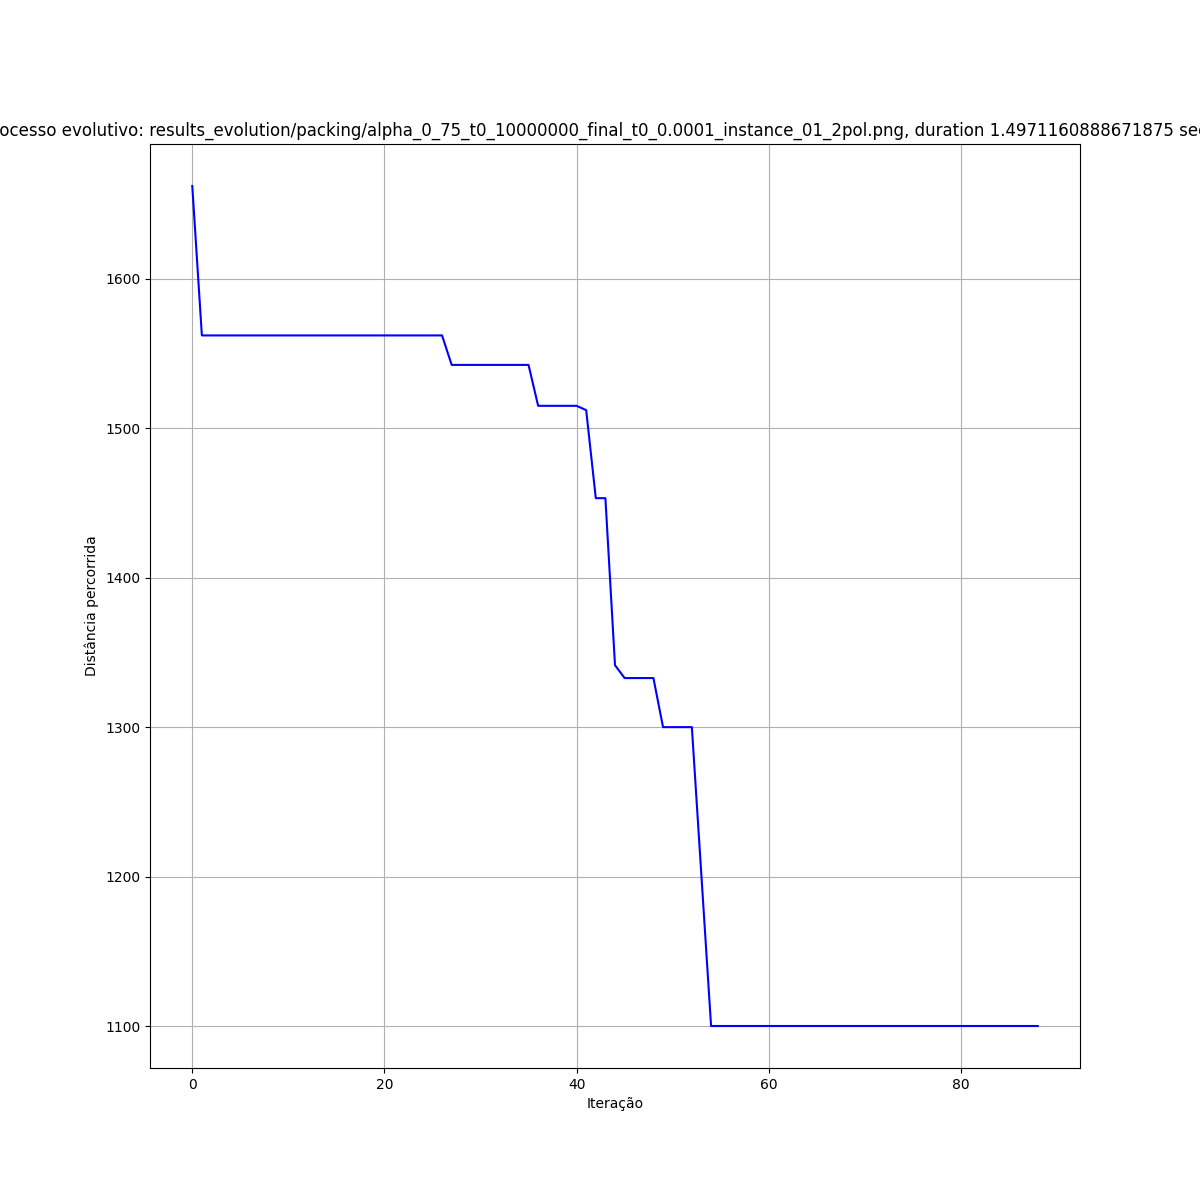 ocesso evolutivo: results_evolution/packing/alpha_0_75_t0_10000000_final_t0_0.0001_instance_01_2pol.png, duration 1.4971160888671875 sec
1600
1500
1400
1300
1200
1100
Distância percorrida
0 20 40 60 80
Iteração